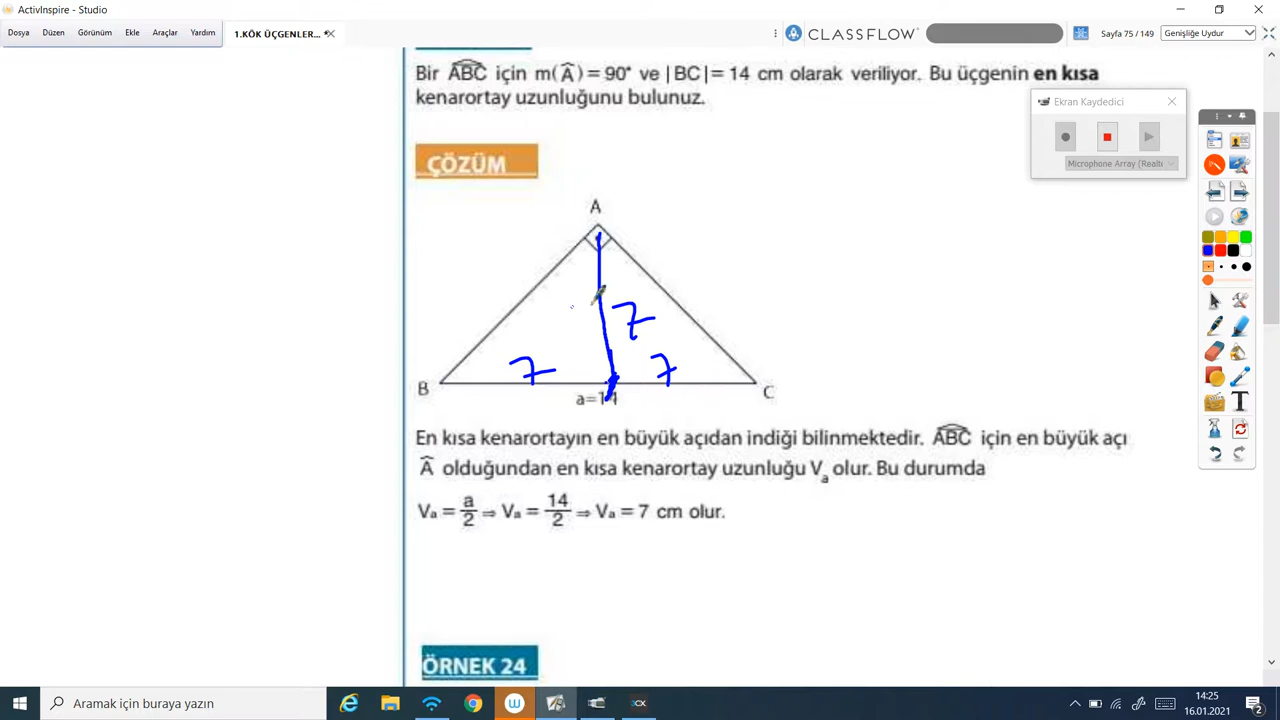 ActivInspire - Studio
Dosya Düzen Görünüm Ekle Araçlar Yardım
1.KÖK ÜÇGENLER...
CLASSFLOW
Sayfa 75 / 149
Genişliğe Uydur
Bir ABC için m(Â) = 90° ve |BC| = 14 cm olarak veriliyor. Bu üçgenin en kısa
kenarortay uzunluğunu bulunuz.
Ekran Kaydedici
Microphone Array (Realte
ÇÖZÜM
A
7
7
7
B
C
a=14
En kısa kenarortayın en büyük açıdan indiği bilinmektedir. ABC için en büyük açı
Â olduğundan en kısa kenarortay uzunluğu Va olur. Bu durumda
Va = a/2 ⇒ Va = 14/2 ⇒ Va = 7 cm olur.
ÖRNEK 24
T
Aramak için buraya yazın
14:25
16.01.2021
2